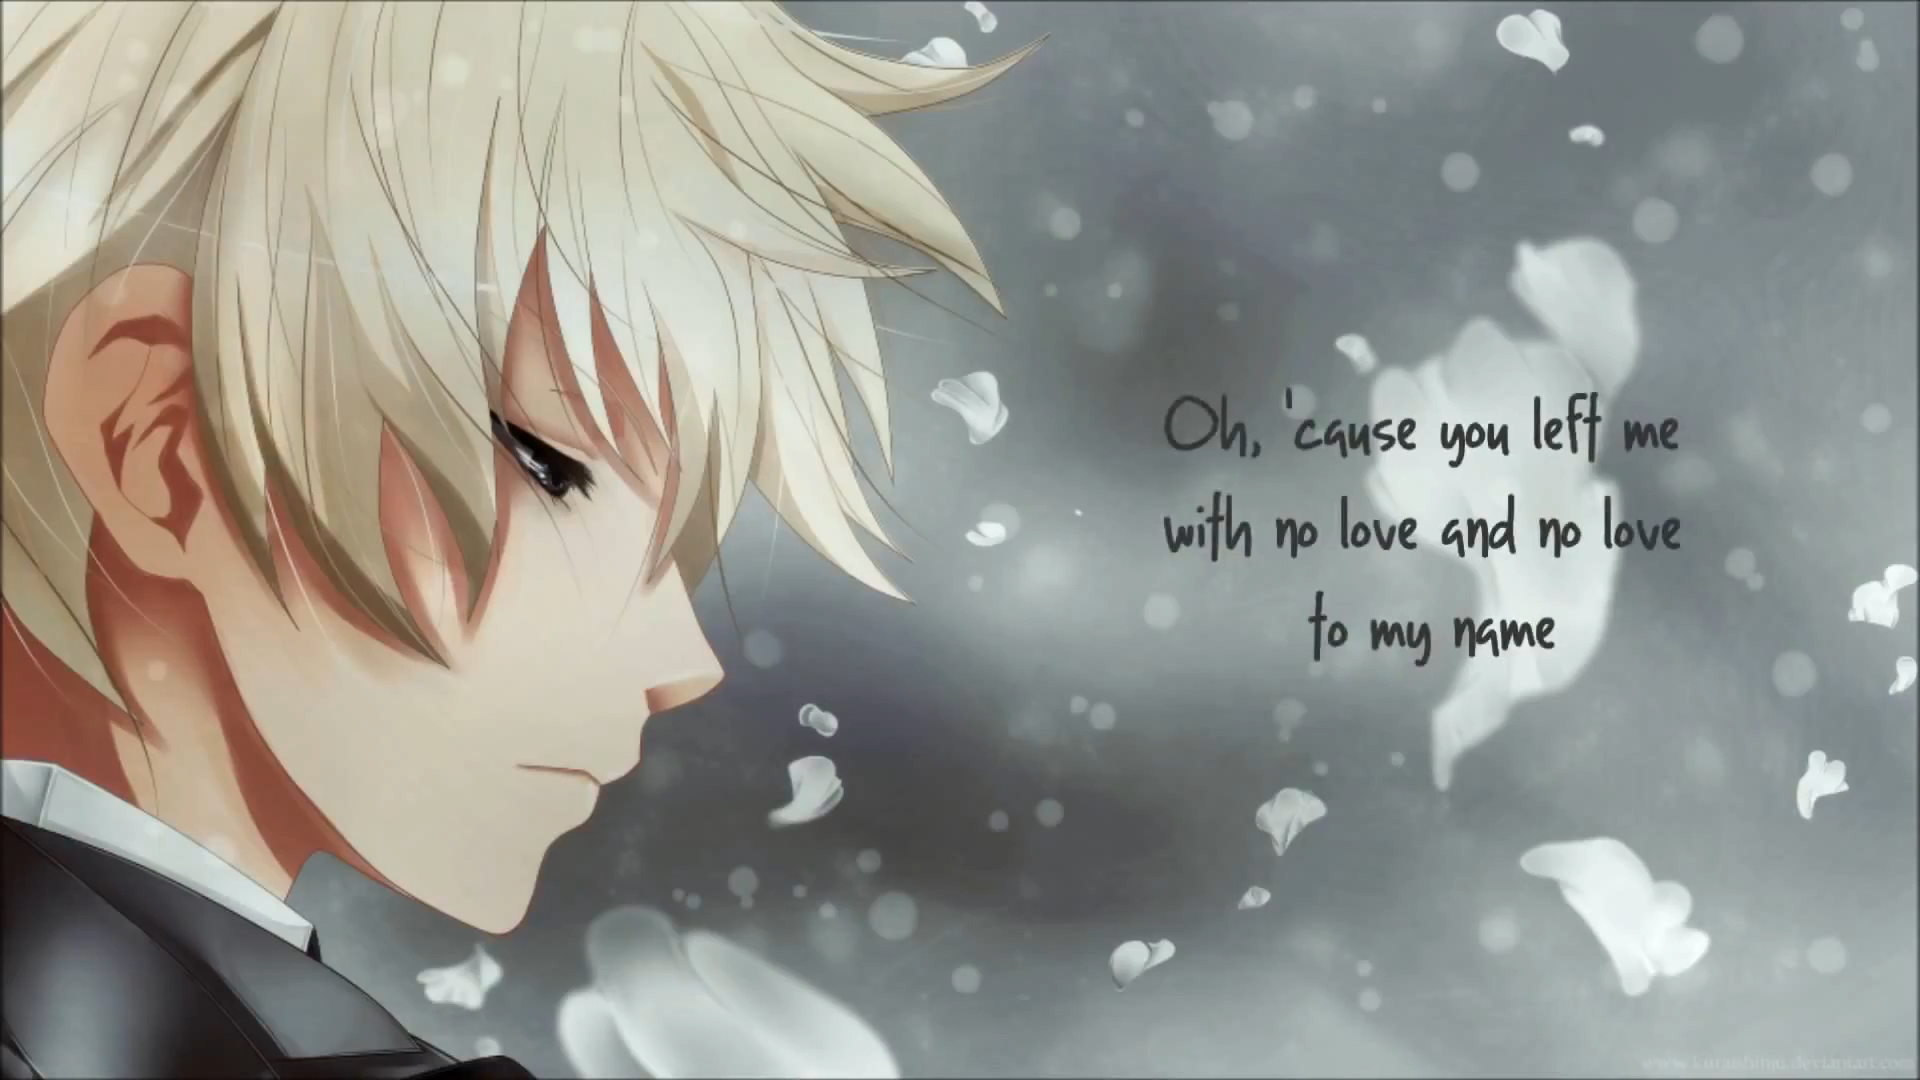 Oh, 'cause you left me
with no love and no love
to my name